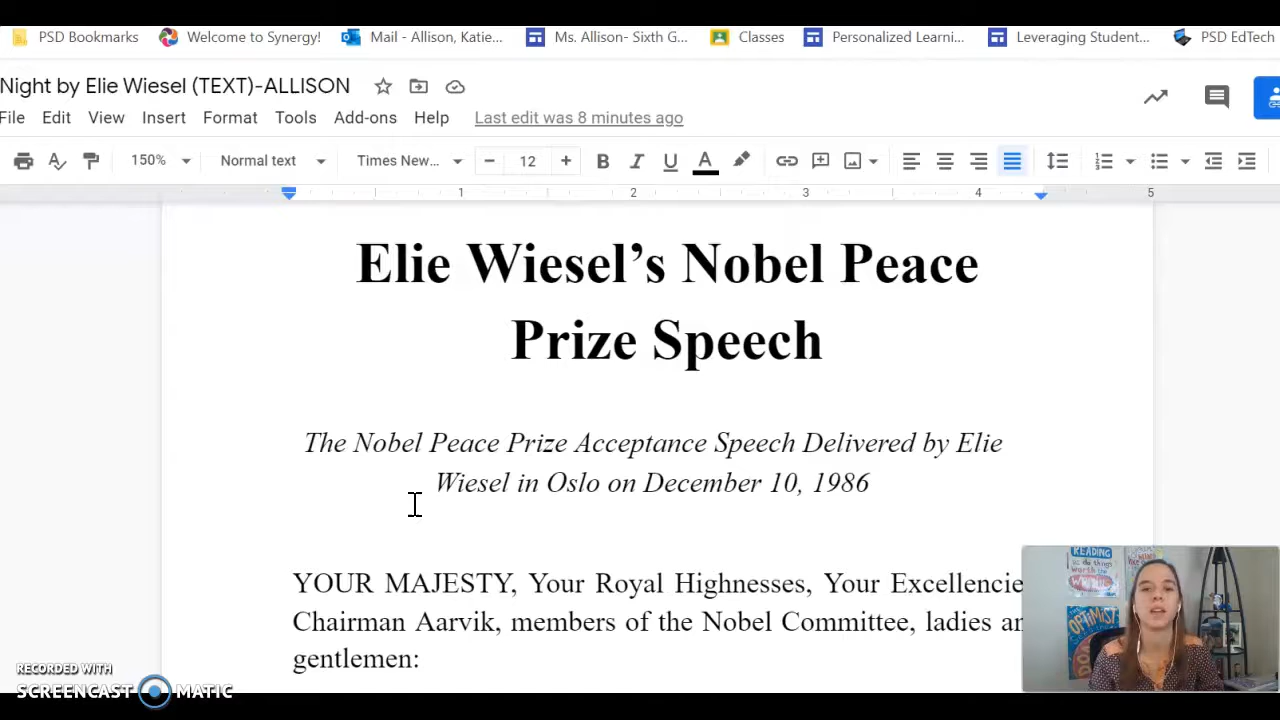 PSD Bookmarks Welcome to Synergy! Mail - Allison, Katie... Ms. Allison- Sixth G... Classes Personalized Learni... Leveraging Student... PSD EdTech
Night by Elie Wiesel (TEXT)-ALLISON
File Edit View Insert Format Tools Add-ons Help Last edit was 8 minutes ago
150% Normal text Times New... 12 B I U A
1 2 3 4 5
Elie Wiesel's Nobel Peace
Prize Speech
The Nobel Peace Prize Acceptance Speech Delivered by Elie
Wiesel in Oslo on December 10, 1986
YOUR MAJESTY, Your Royal Highnesses, Your Excellencie
Chairman Aarvik, members of the Nobel Committee, ladies an
gentlemen:
READING
THE OPTIMIST
RECORDED WITH
SCREENCAST MATIC